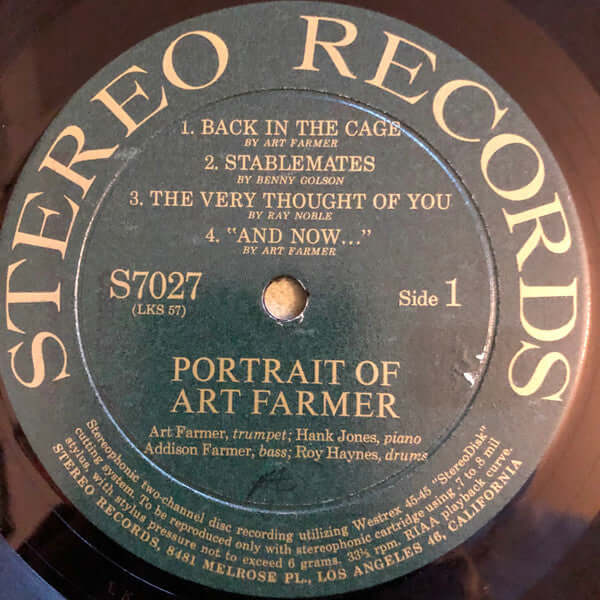 STEREO RECORDS
1. BACK IN THE CAGE
BY ART FARMER
2. STABLEMATES
BY BENNY GOLSON
3. THE VERY THOUGHT OF YOU
BY RAY NOBLE
4. "AND NOW..."
BY ART FARMER
S7027
(LKS 57)
Side 1
PORTRAIT OF
ART FARMER
Art Farmer, trumpet; Hank Jones, piano
Addison Farmer, bass; Roy Haynes, drums
Stereophonic two-channel disc recording utilizing Westrex 45-45 "StereoDisk"
cutting system. To be reproduced only with stereophonic cartridge using .7 to .8 mil
stylus, with stylus pressure not to exceed 6 grams. 33⅓ rpm. RIAA playback curve.
STEREO RECORDS, 8481 MELROSE PL., LOS ANGELES 46, CALIFORNIA